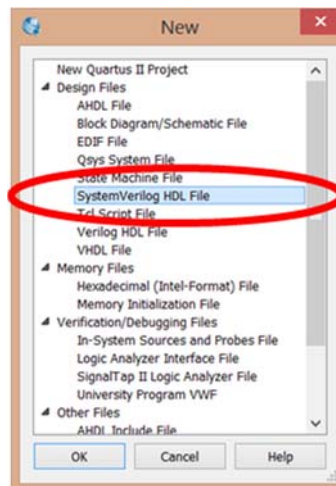 New
New Quartus II Project
Design Files
AHDL File
Block Diagram/Schematic File
EDIF File
Qsys System File
State Machine File
SystemVerilog HDL File
Tcl Script File
Verilog HDL File
VHDL File
Memory Files
Hexadecimal (Intel-Format) File
Memory Initialization File
Verification/Debugging Files
In-System Sources and Probes File
Logic Analyzer Interface File
SignalTap II Logic Analyzer File
University Program VWF
Other Files
AHDL Include File
OK Cancel Help